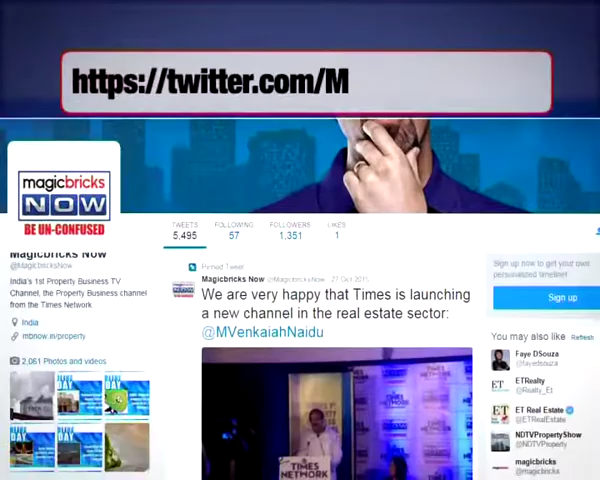 https://twitter.com/M
magicbricks
NOW
BE UN-CONFUSED
TWEETS
5,495
FOLLOWING
57
FOLLOWERS
1,351
LIKES
1
Magicbricks Now
@MagicbricksNow
India's 1st Property Business TV
Channel, the Property Business channel
from the Times Network
India
mbnow.in/property
2,061 Photos and videos
DAY
DAY
DAY
Pinned Tweet
Magicbricks Now @MagicbricksNow
We are very happy that Times is launching
a new channel in the real estate sector:
@MVenkaiahNaidu
TIMES
NETWORK
Sign up now to get your own
personalized timeline!
Sign up
You may also like Refresh
Faye DSouza
@fayedsouza
ET
ETRealty
@Realty_Et
ET
ET Real Estate
@ETRealEstate
NDTVPropertyShow
@NDTVProperty
magicbricks
magicbricks